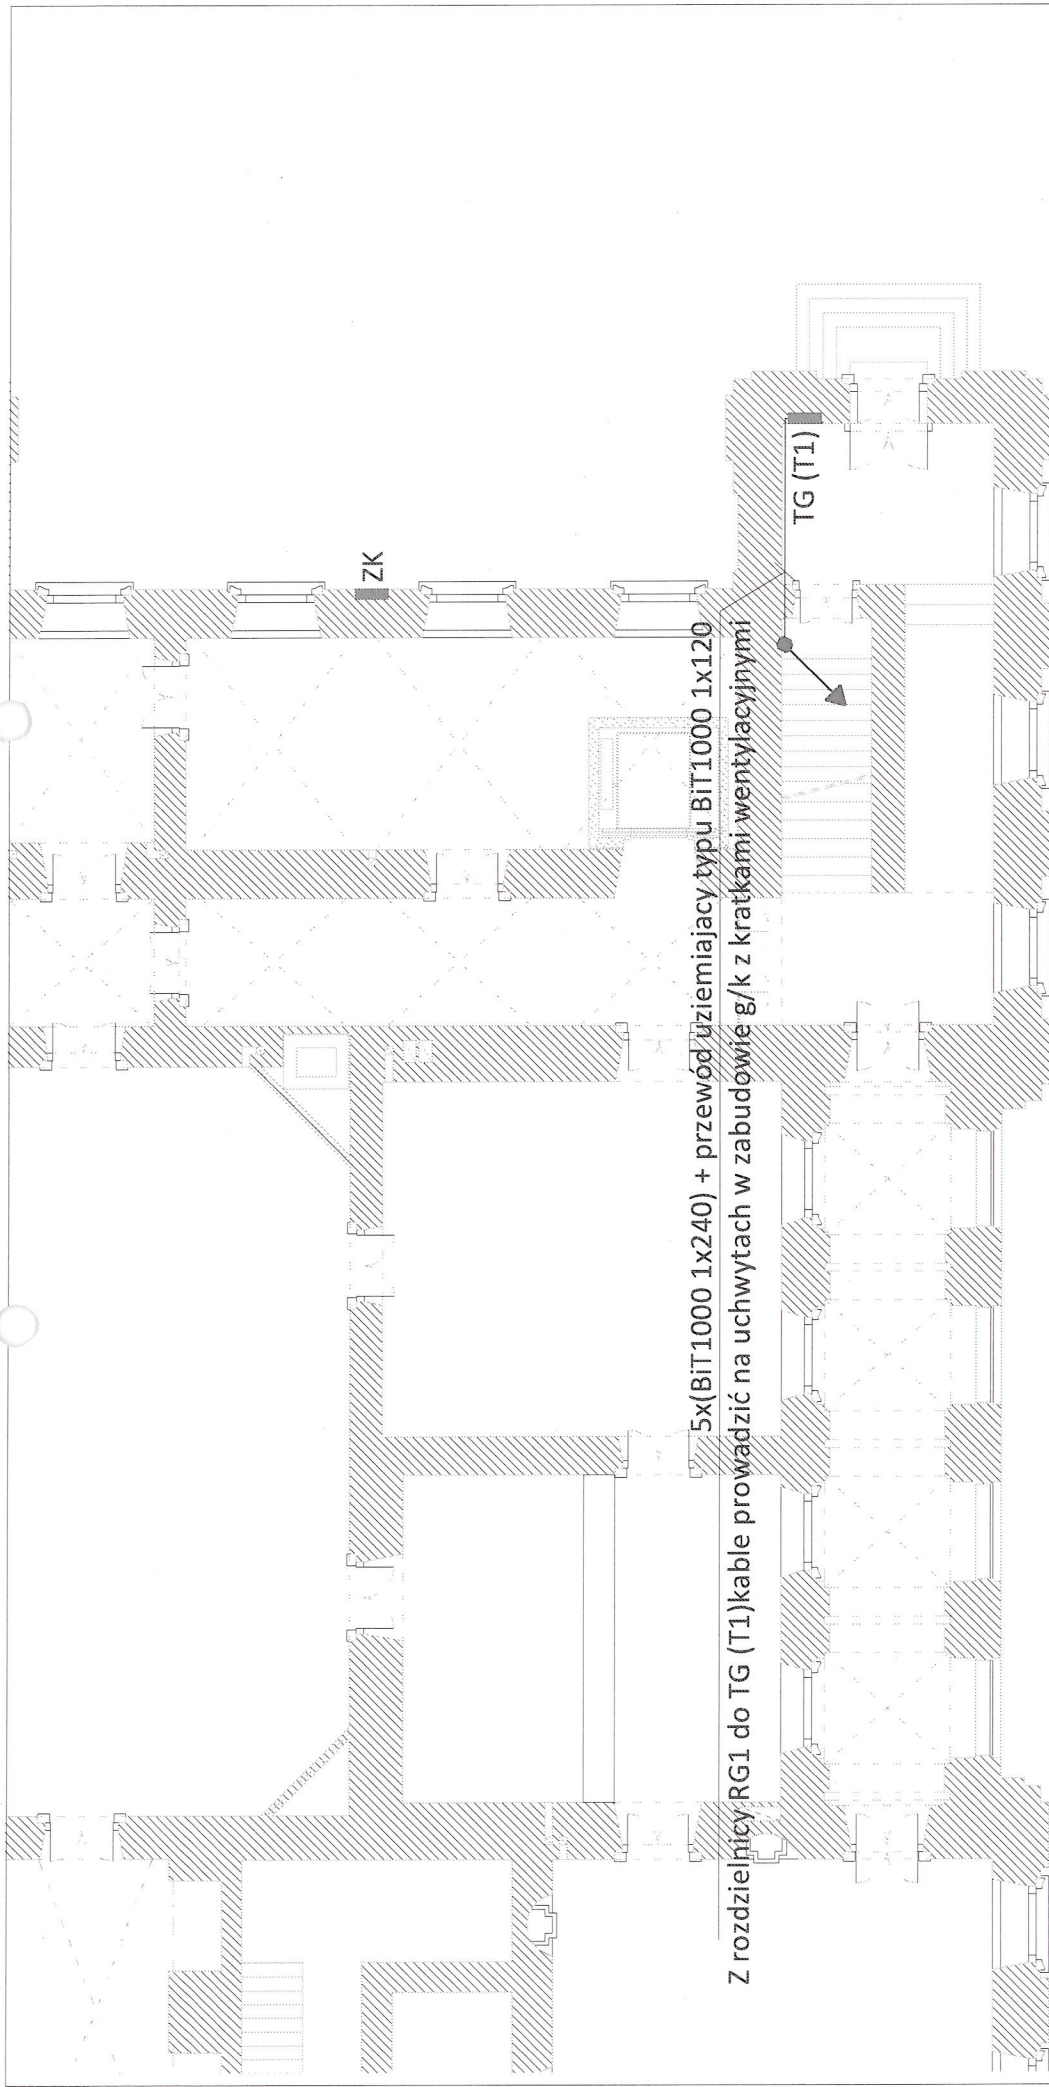 ZK
TG (T1)
5x(BiT1000 1x240) + przewód uziemiajacy typu BiT1000 1x120
Z rozdzielnicy RG1 do TG (T1)kable prowadzić na uchwytach w zabudowie g/k z kratkami wentylacyjnymi